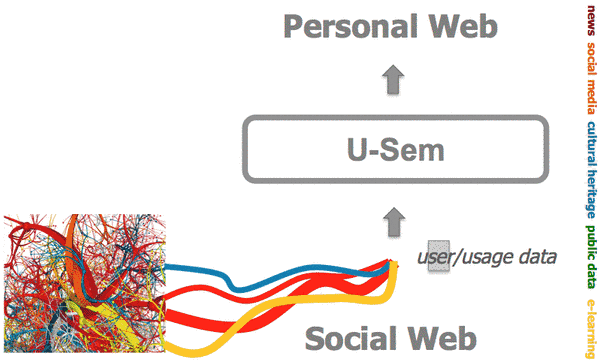 Personal Web
U-Sem
user/usage data
Social Web
news social media cultural heritage public data e-learning